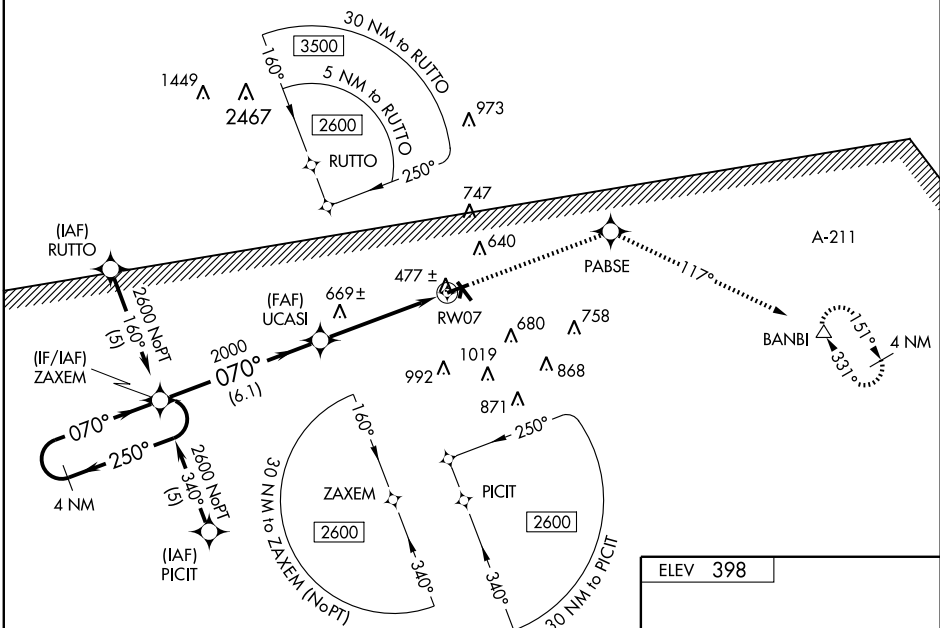 30 NM to RUTTO
3500
160°
5 NM to RUTTO
2600
RUTTO
250°
1449
2467
973
747
640
(IAF)
RUTTO
2600 NoPT
160°
(5)
(FAF)
UCASI
669±
477 ±
RW07
PABSE
A-211
117°
BANBI
151°
331°
4 NM
(IF/IAF)
ZAXEM
2000
070°
(6.1)
680
758
992
1019
868
871
070°
250°
4 NM
2600 NoPT
340°
(5)
(IAF)
PICIT
160°
ZAXEM
2600
340°
30 NM to ZAXEM (NoPT)
250°
PICIT
2600
340°
30 NM to PICIT
ELEV 398